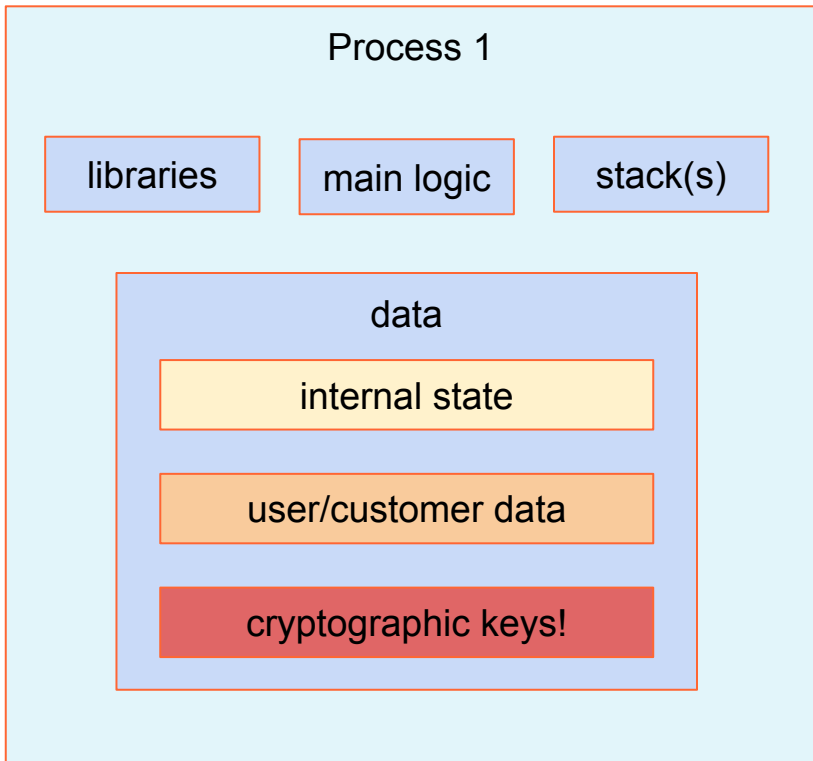 Process 1
libraries
main logic
stack(s)
data
internal state
user/customer data
cryptographic keys!